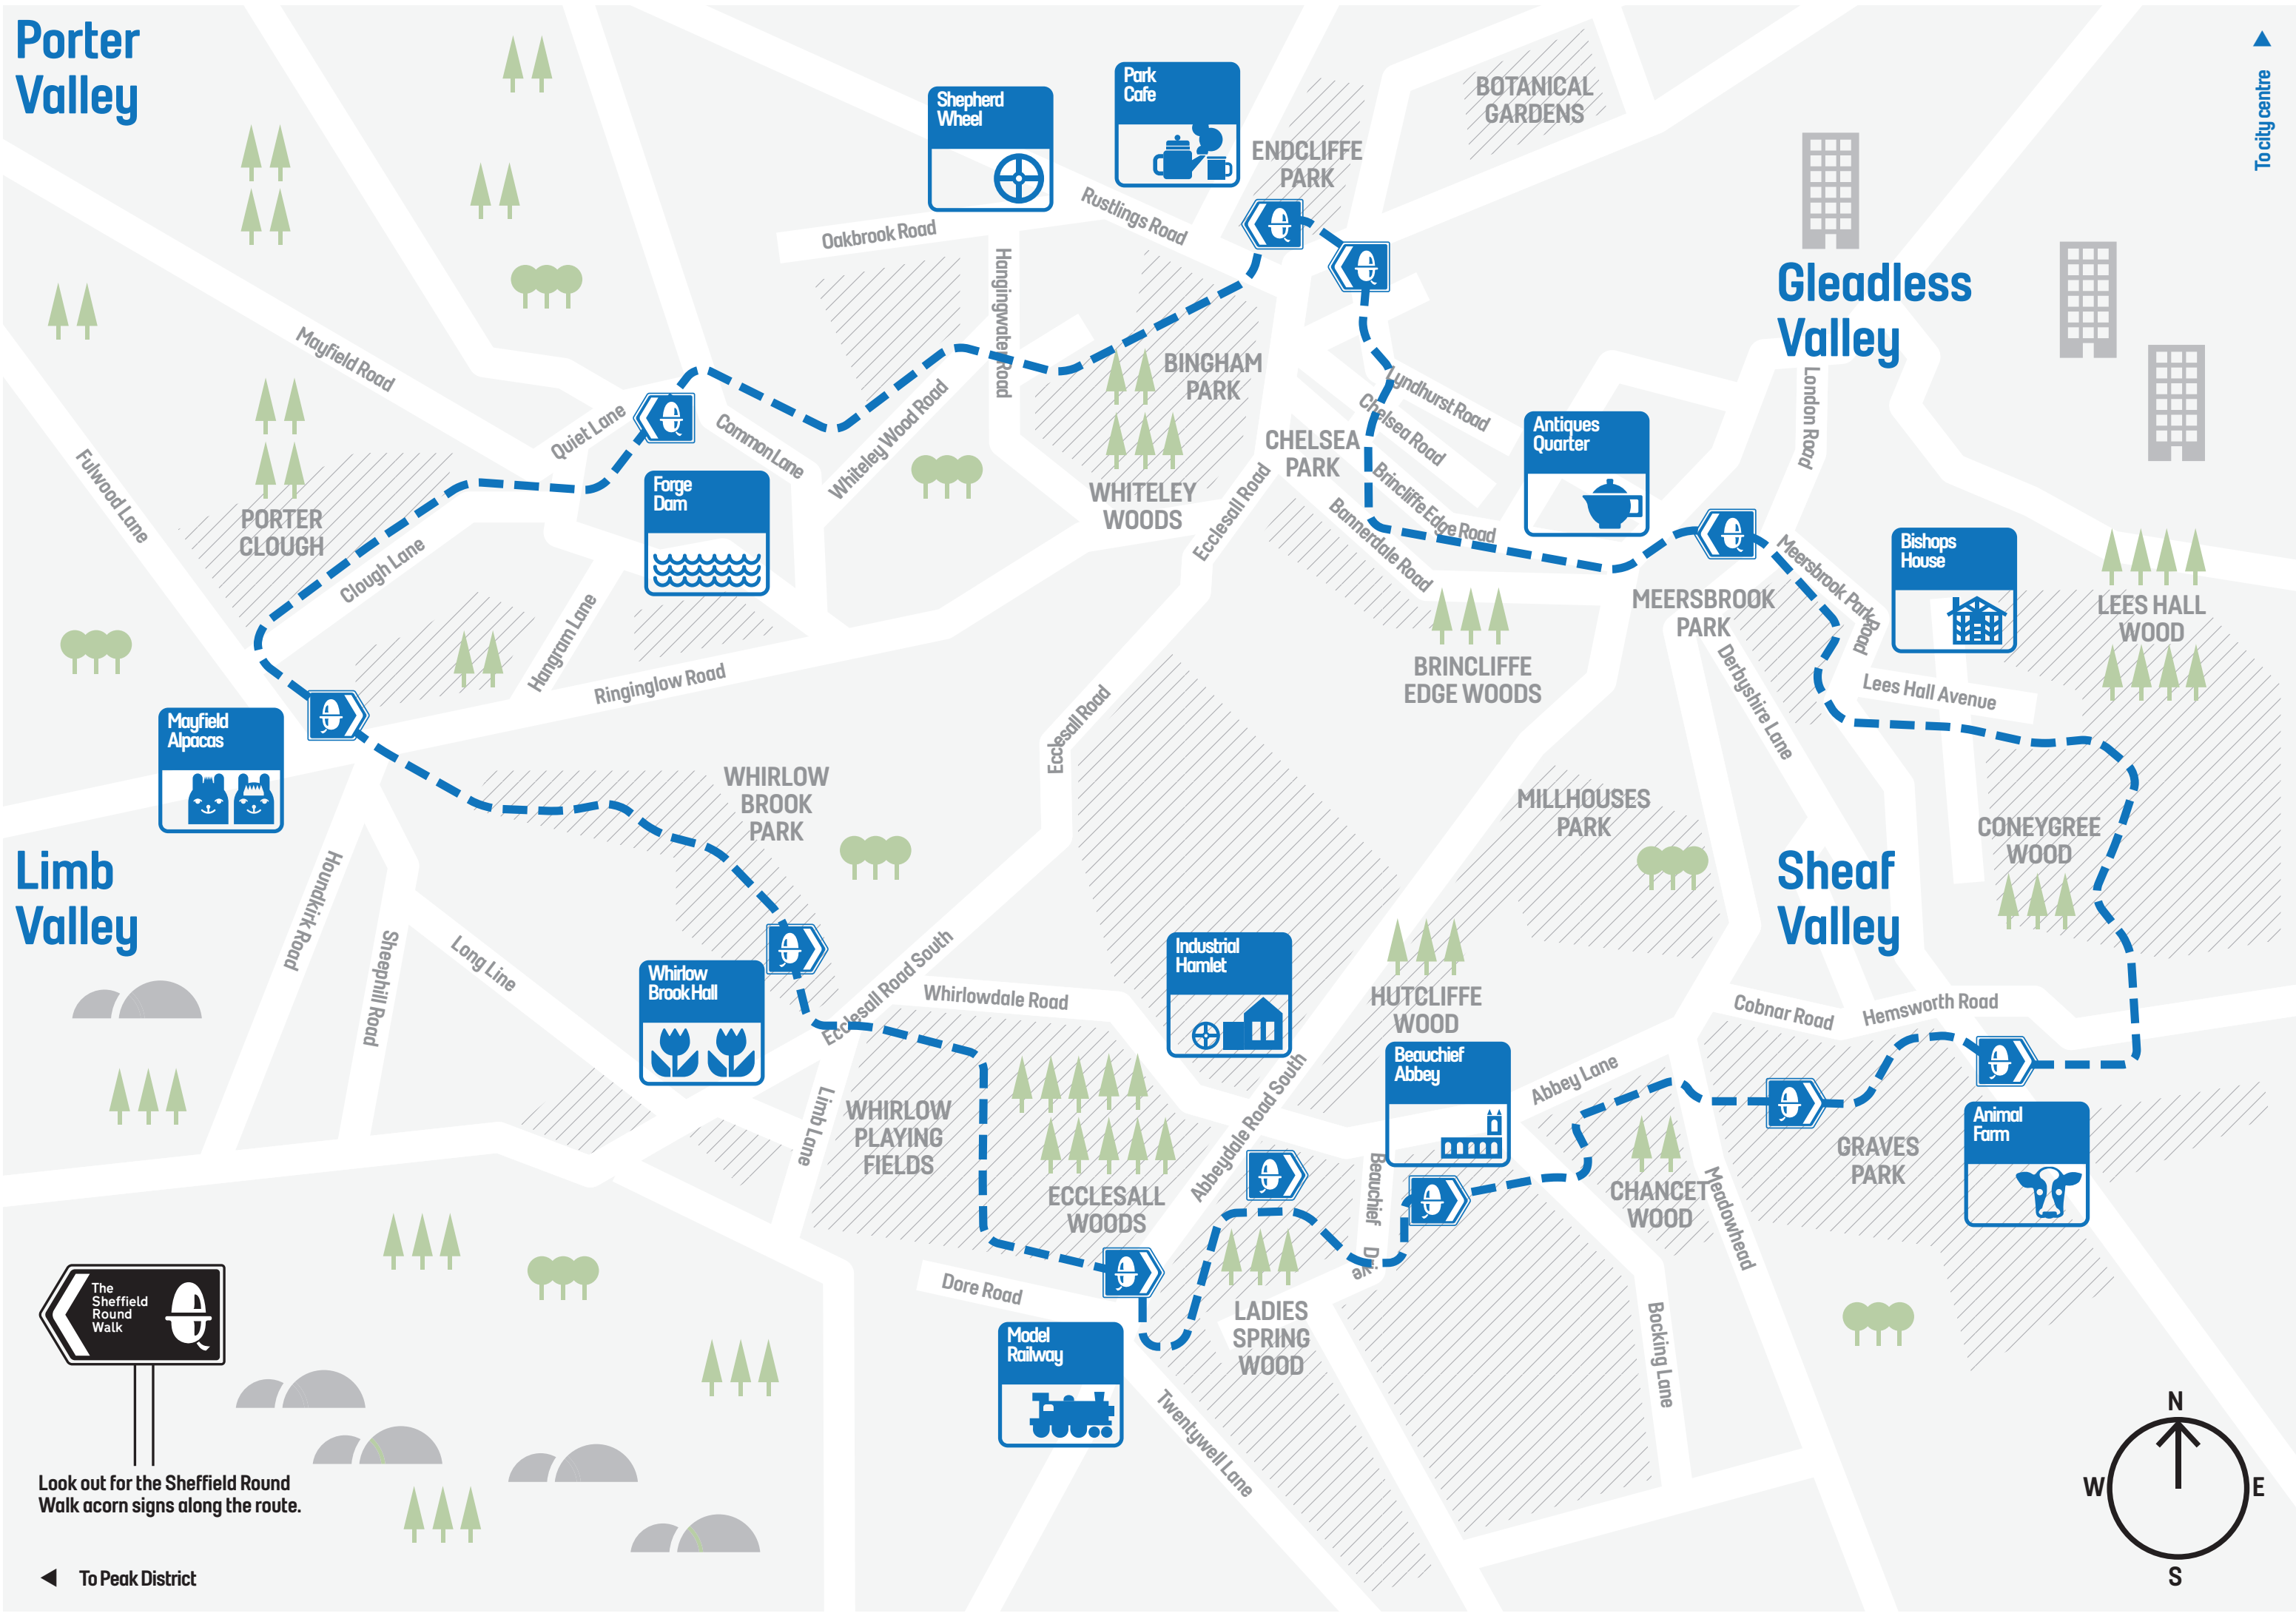 Porter
Valley
To city centre
Shepherd
Wheel
Park
Cafe
ENDCLIFFE
PARK
BOTANICAL
GARDENS
Rustlings Road
Oakbrook Road
Hangingwater Road
Gleadless
Valley
Mayfield Road
BINGHAM
PARK
Lyndhurst Road
London Road
Quiet Lane
Common Lane
Whiteley Wood Road
CHELSEA
PARK
Chelsea Road
Antiques
Quarter
Fulwood Lane
PORTER
CLOUGH
Clough Lane
Forge
Dam
WHITELEY
WOODS
Ecclesall Road
Brincliffe Edge Road
Bannerdale Road
Meersbrook Park
Road
Bishops
House
MEERSBROOK
PARK
LEES HALL
WOOD
Hangram Lane
Ringinglow Road
BRINCLIFFE
EDGE WOODS
Derbyshire Lane
Lees Hall Avenue
Mayfield
Alpacas
Ecclesall Road
WHIRLOW
BROOK
PARK
MILLHOUSES
PARK
CONEYGREE
WOOD
Limb
Valley
Sheaf
Valley
Houndkirk Road
Sheephill Road
Long Line
Whirlow
Brook Hall
Ecclesall Road South
Whirlowdale Road
Industrial
Hamlet
HUTCLIFFE
WOOD
Cobnar Road
Hemsworth Road
Beauchief
Abbey
Abbey Lane
Limb Lane
WHIRLOW
PLAYING
FIELDS
Abbeydale Road South
ECCLESALL
WOODS
Beauchief
Drive
CHANCET
WOOD
Meadowhead
GRAVES
PARK
Animal
Farm
The
Sheffield
Round
Walk
Dore Road
Model
Railway
LADIES
SPRING
WOOD
Bocking Lane
Twentywell Lane
Look out for the Sheffield Round
Walk acorn signs along the route.
To Peak District
N
W
E
S